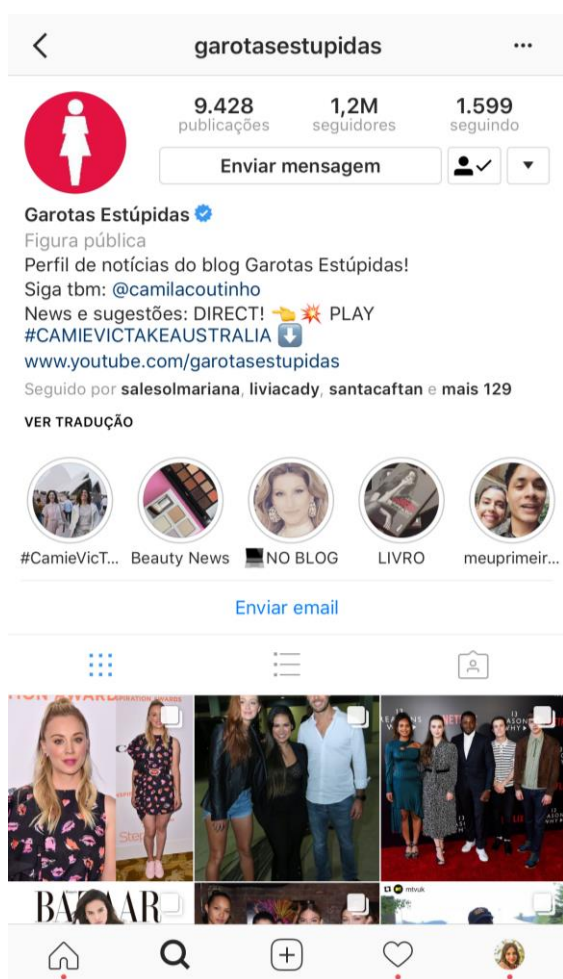 garotasestupidas
9.428 1,2M 1.599
publicações seguidores seguindo
Enviar mensagem
Garotas Estúpidas
Figura pública
Perfil de notícias do blog Garotas Estúpidas!
Siga tbm: @camilacoutinho
News e sugestões: DIRECT! 👈💥 PLAY
#CAMIEVICTAKEAUSTRALIA ⬇️
www.youtube.com/garotasestupidas
Seguido por salesolmariana, liviacady, santacaftan e mais 129
VER TRADUÇÃO
#CamieVicT... Beauty News 💻NO BLOG LIVRO meuprimeir...
Enviar email
BAZAAR
mtvuk